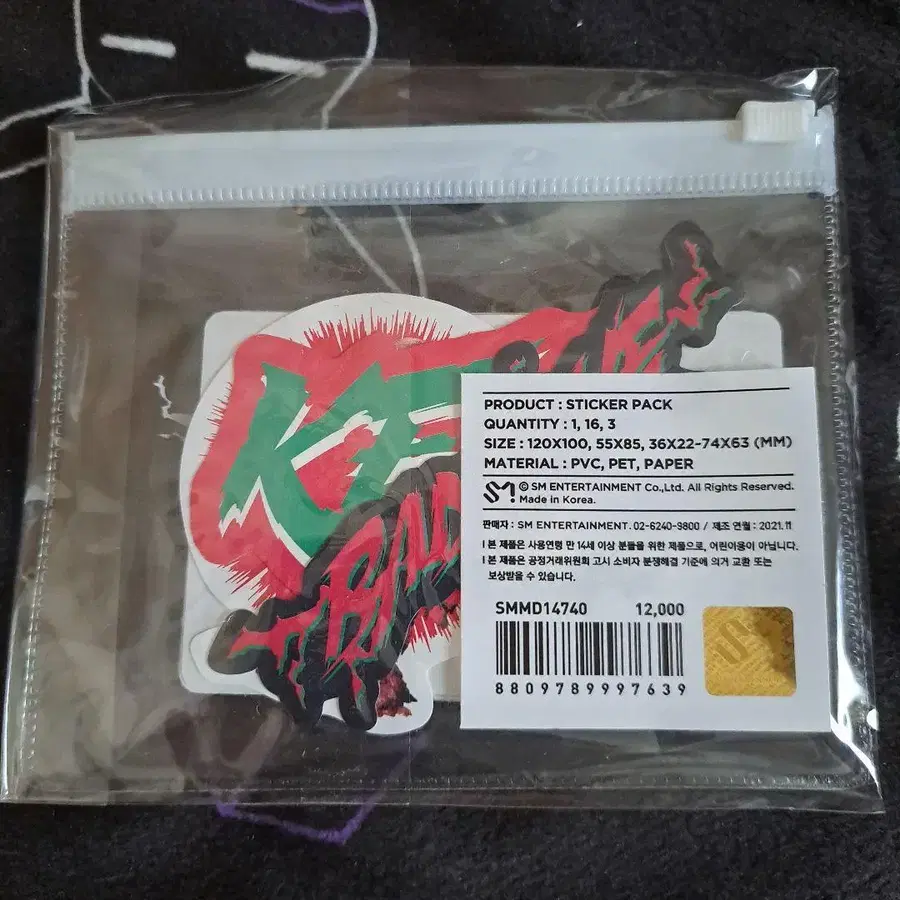 KE
BAD
PRODUCT : STICKER PACK
QUANTITY : 1, 16, 3
SIZE : 120X100, 55X85, 36X22-74X63 (MM)
MATERIAL : PVC, PET, PAPER
SM © SM ENTERTAINMENT Co.,Ltd. All Rights Reserved.
Made in Korea.
판매자 : SM ENTERTAINMENT. 02-6240-9800 / 제조 연월 : 2021.11
| 본 제품은 사용연령 만 14세 이상 분들을 위한 제품으로, 어린이용이 아닙니다.
| 본 제품은 공정거래위원회 고시 소비자 분쟁해결 기준에 의거 교환 또는
보상받을 수 있습니다.
SMMD14740 12,000
8809789997639